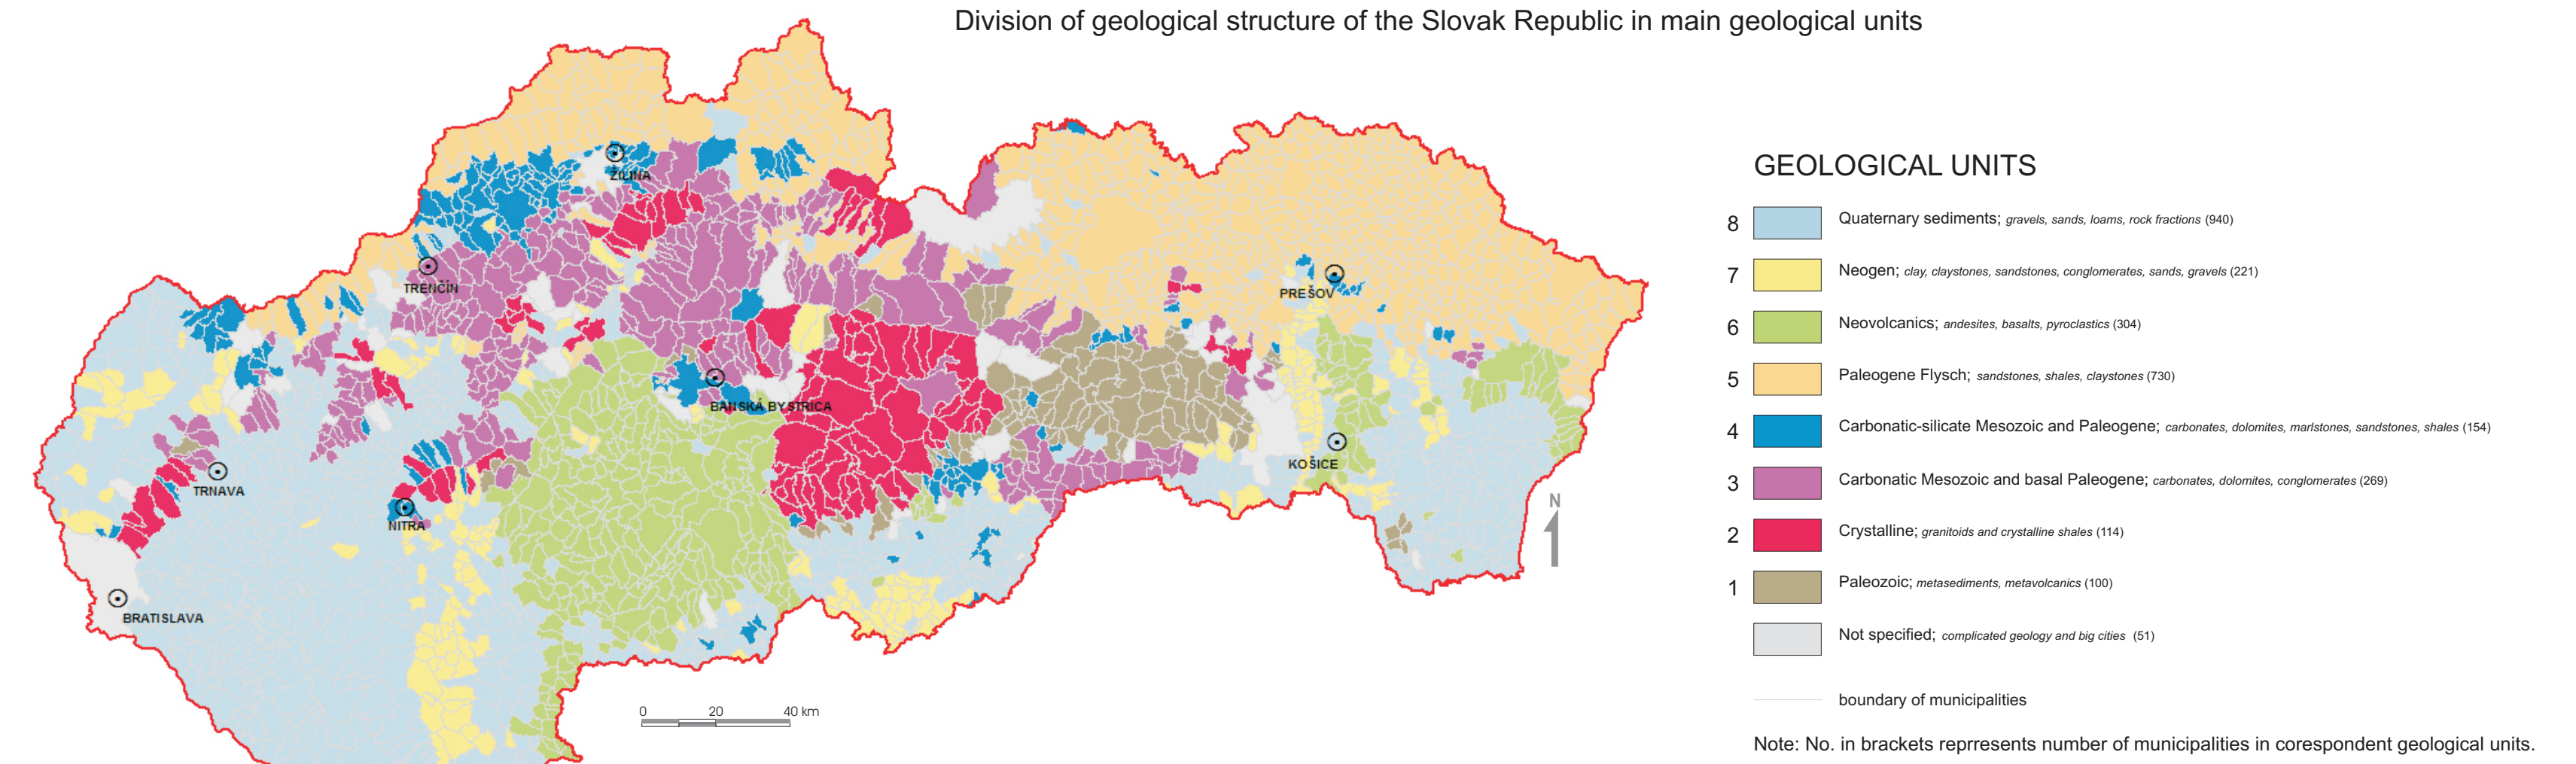 Division of geological structure of the Slovak Republic in main geological units
ŽILINA
TRENČÍN
PREŠOV
BANSKÁ BYSTRICA
TRNAVA
KOŠICE
NITRA
BRATISLAVA
N
0 20 40 km
GEOLOGICAL UNITS
8 Quaternary sediments; gravels, sands, loams, rock fractions (940)
7 Neogen; clay, claystones, sandstones, conglomerates, sands, gravels (221)
6 Neovolcanics; andesites, basalts, pyroclastics (304)
5 Paleogene Flysch; sandstones, shales, claystones (730)
4 Carbonatic-silicate Mesozoic and Paleogene; carbonates, dolomites, marlstones, sandstones, shales (154)
3 Carbonatic Mesozoic and basal Paleogene; carbonates, dolomites, conglomerates (269)
2 Crystalline; granitoids and crystalline shales (114)
1 Paleozoic; metasediments, metavolcanics (100)
Not specified; complicated geology and big cities (51)
boundary of municipalities
Note: No. in brackets reprresents number of municipalities in corespondent geological units.